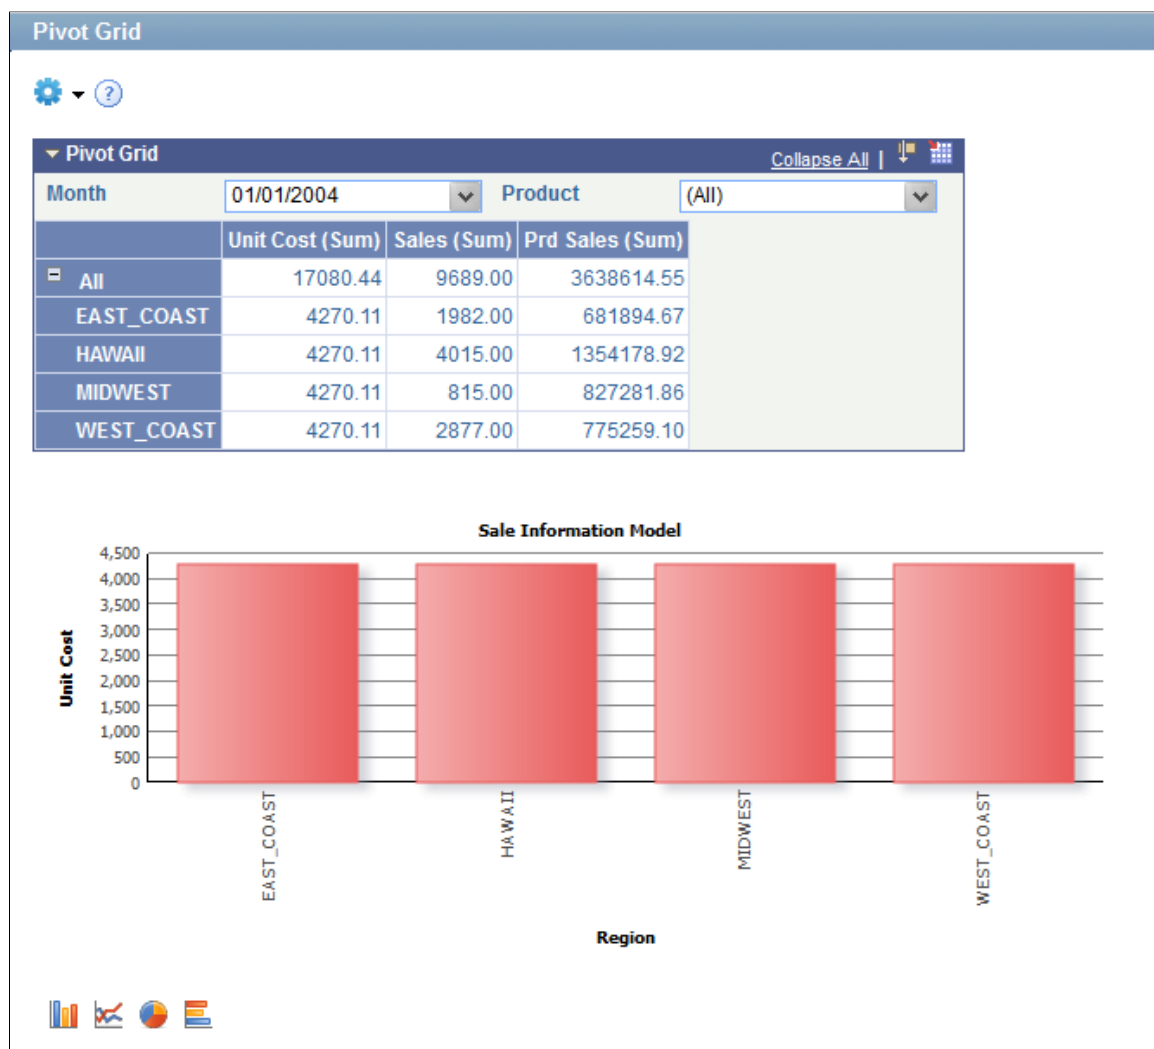 Pivot Grid
?
Pivot Grid Collapse All |
Month 01/01/2004 Product (All)
Unit Cost (Sum) Sales (Sum) Prd Sales (Sum)
All 17080.44 9689.00 3638614.55
EAST_COAST 4270.11 1982.00 681894.67
HAWAII 4270.11 4015.00 1354178.92
MIDWEST 4270.11 815.00 827281.86
WEST_COAST 4270.11 2877.00 775259.10
Sale Information Model
4,500
4,000
3,500
3,000
2,500
2,000
1,500
1,000
500
0
Unit Cost
EAST_COAST
HAWAII
MIDWEST
WEST_COAST
Region